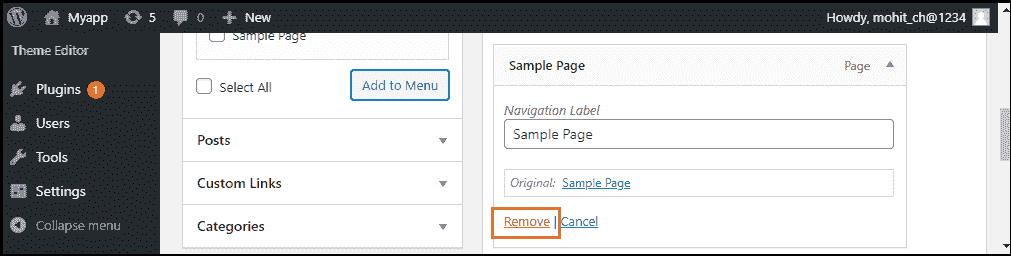 Myapp 5 0 + New Howdy, mohit_ch@1234
Theme Editor
Plugins 1
Users
Tools
Settings
Collapse menu
Sample Page
Select All Add to Menu
Posts
Custom Links
Categories
Sample Page Page
Navigation Label
Sample Page
Original: Sample Page
Remove | Cancel